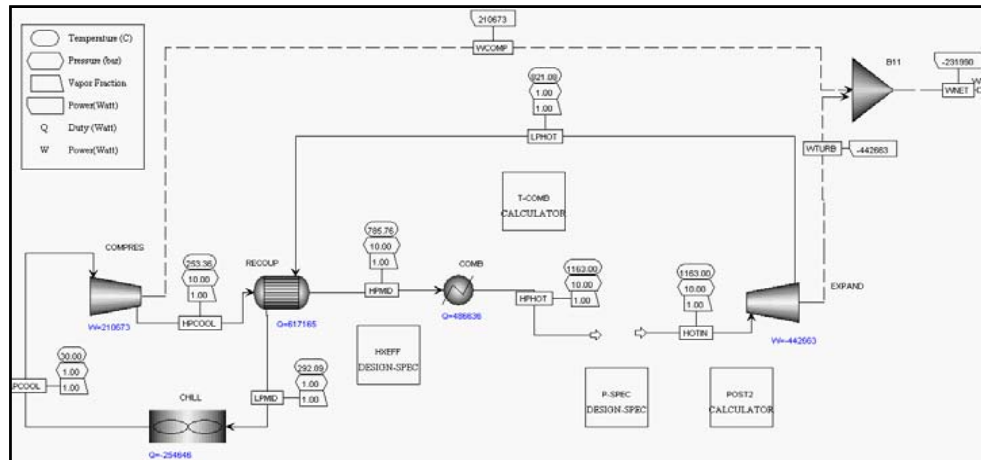 Temperature (C)
Pressure (bar)
Vapor Fraction
Power(Watt)
Q Duty (Watt)
W Power(Watt)
210673
WCOMP
B11
-231990
WNET
821.08
1.00
1.00
LPHOT
WTURB
-442663
T-COMB
CALCULATOR
COMPRES
253.36
10.00
1.00
HPCOOL
W=210673
RECOUP
Q=617165
785.76
10.00
1.00
HPMID
COMB
Q=486636
1163.00
10.00
1.00
HPHOT
1163.00
10.00
1.00
HOTIN
EXPAND
W=-442663
30.00
1.00
1.00
PCOOL
292.09
1.00
1.00
LPMID
CHILL
Q=-254646
HXEFF
DESIGN-SPEC
P-SPEC
DESIGN-SPEC
POST2
CALCULATOR